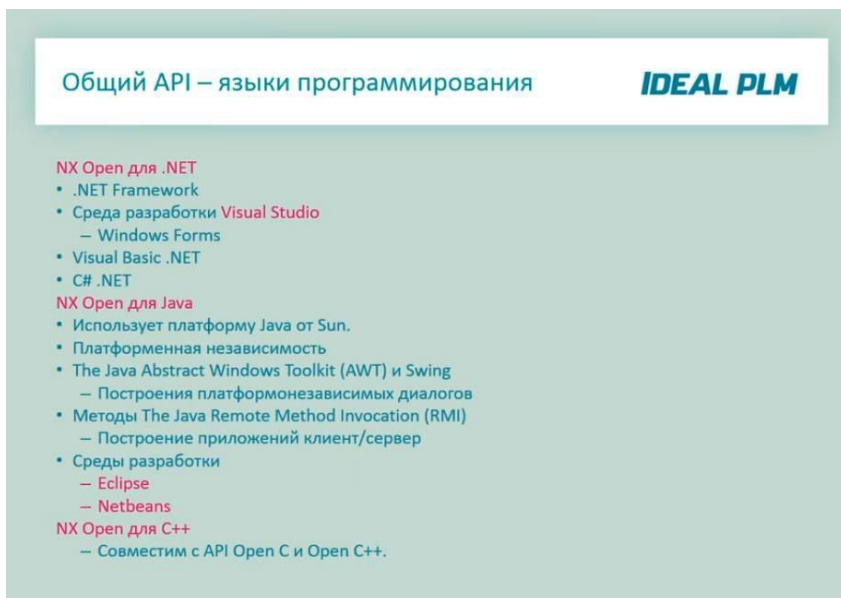 Общий API – языки программирования
IDEAL PLM
NX Open для .NET
• .NET Framework
• Среда разработки Visual Studio
– Windows Forms
• Visual Basic .NET
• C# .NET
NX Open для Java
• Использует платформу Java от Sun.
• Платформенная независимость
• The Java Abstract Windows Toolkit (AWT) и Swing
– Построения платформонезависимых диалогов
• Методы The Java Remote Method Invocation (RMI)
– Построение приложений клиент/сервер
• Среды разработки
– Eclipse
– Netbeans
NX Open для C++
– Совместим с API Open C и Open C++.